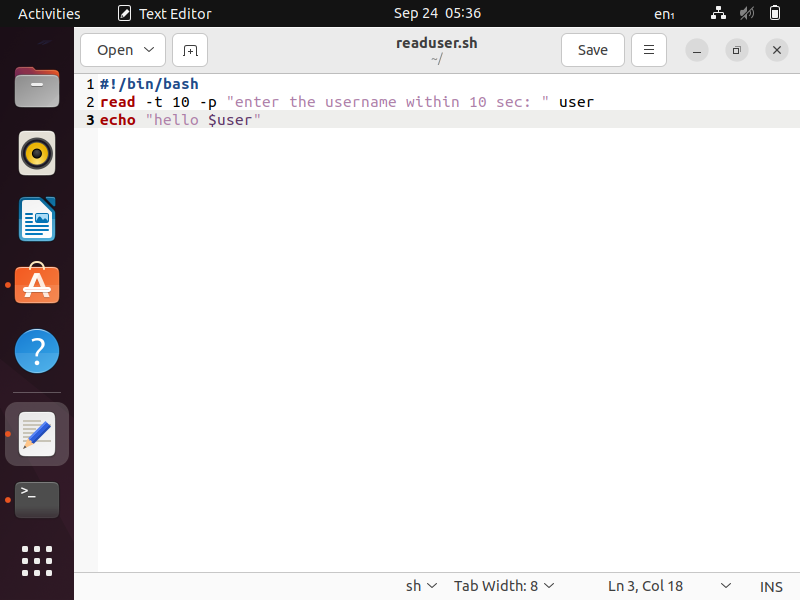 Activities Text Editor Sep 24 05:36 en₁
Open readuser.sh Save
~/
1 #!/bin/bash
2 read -t 10 -p "enter the username within 10 sec: " user
3 echo "hello $user"
>_
sh Tab Width: 8 Ln 3, Col 18 INS